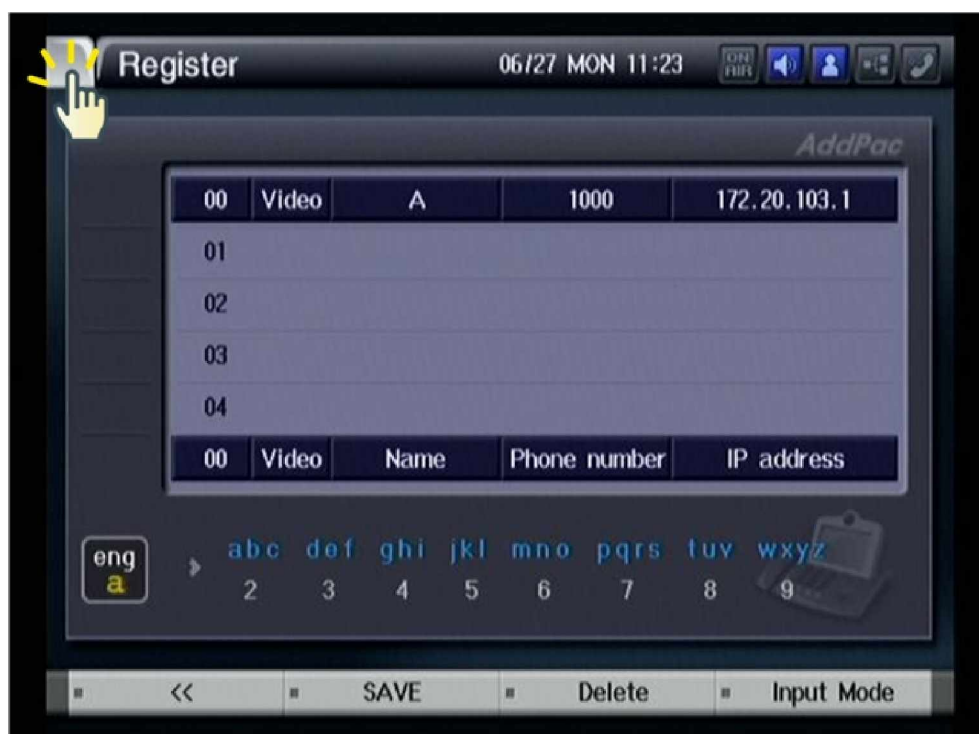 Register 06/27 MON 11:23 ON AIR
AddPac
00 Video A 1000 172.20.103.1
01
02
03
04
00 Video Name Phone number IP address
eng abc def ghi jkl mno pqrs tuv wxyz
a 2 3 4 5 6 7 8 9
<< SAVE Delete Input Mode